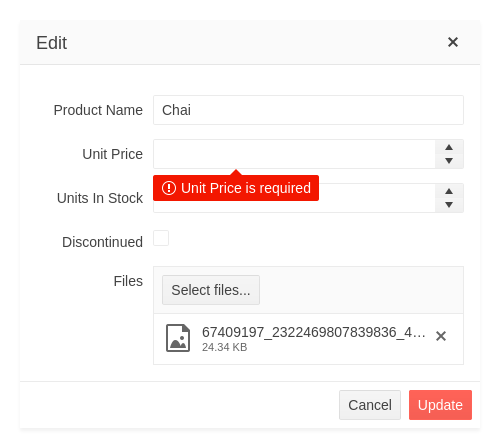 Edit
Product Name Chai
Unit Price
Unit Price is required
Units In Stock
Discontinued
Files Select files...
67409197_2322469807839836_4…
24.34 KB
Cancel Update